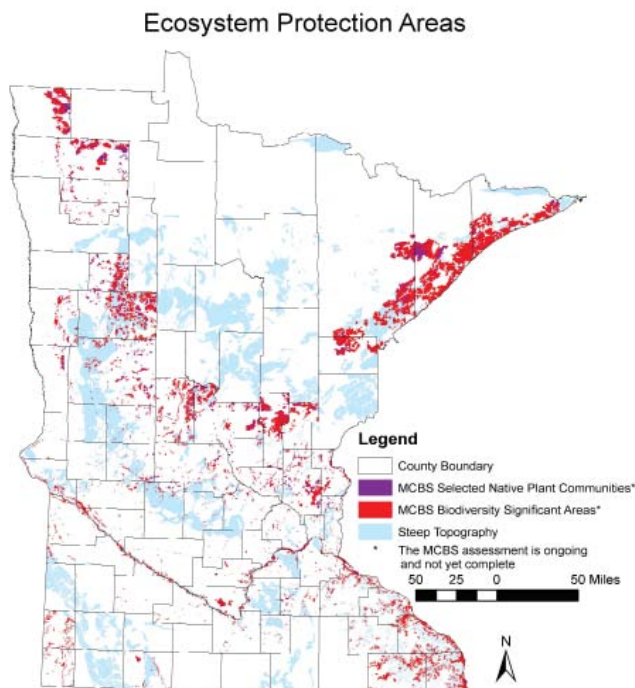 Ecosystem Protection Areas
Legend
County Boundary
MCBS Selected Native Plant Communities*
MCBS Biodiversity Significant Areas*
Steep Topography
* The MCBS assessment is ongoing
and not yet complete
50 25 0 50 Miles
N